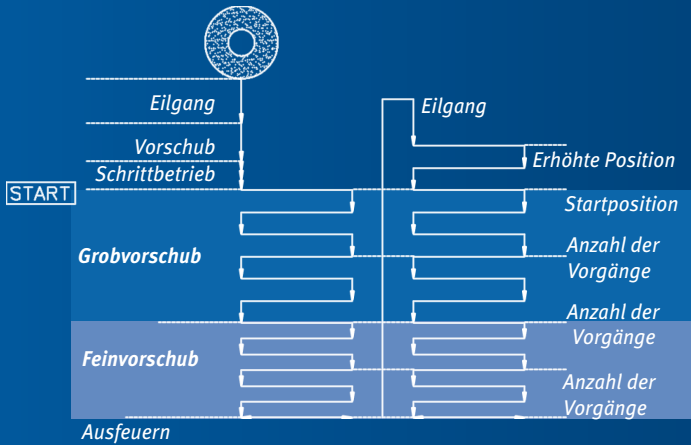 Eilgang
Eilgang
Vorschub
Erhöhte Position
Schrittbetrieb
START
Startposition
Grobvorschub
Anzahl der
Vorgänge
Anzahl der
Vorgänge
Feinvorschub
Anzahl der
Vorgänge
Ausfeuern